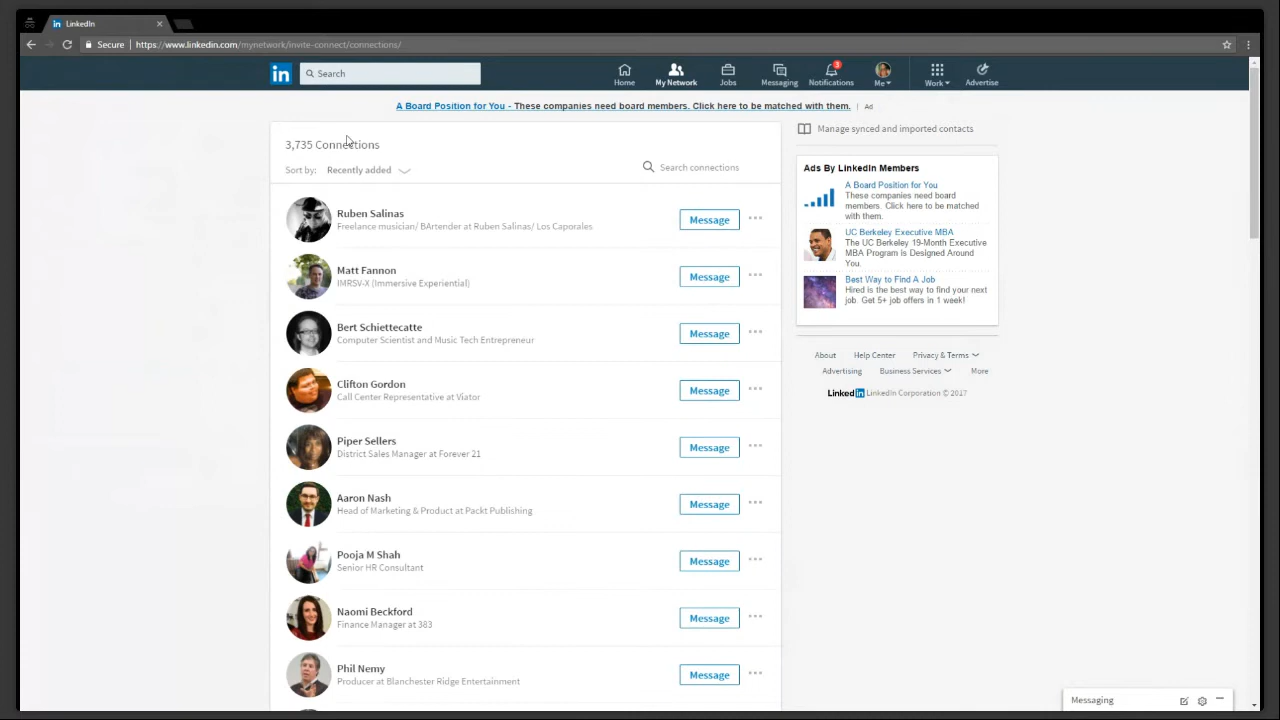 LinkedIn
Secure https://www.linkedin.com/mynetwork/invite-connect/connections/
in Search Home My Network Jobs Messaging 3 Notifications Me Work Advertise
A Board Position for You - These companies need board members. Click here to be matched with them. | Ad
3,735 Connections
Sort by: Recently added
Search connections
Ruben Salinas
Freelance musician/ BArtender at Ruben Salinas/ Los Caporales
Message
Matt Fannon
IMRSV-X (Immersive Experiential)
Message
Bert Schiettecatte
Computer Scientist and Music Tech Entrepreneur
Message
Clifton Gordon
Call Center Representative at Viator
Message
Piper Sellers
District Sales Manager at Forever 21
Message
Aaron Nash
Head of Marketing & Product at Packt Publishing
Message
Pooja M Shah
Senior HR Consultant
Message
Naomi Beckford
Finance Manager at 383
Message
Phil Nemy
Producer at Blanchester Ridge Entertainment
Message
Manage synced and imported contacts
Ads By LinkedIn Members
A Board Position for You
These companies need
board members. Click here
to be matched with them.
UC Berkeley Executive MBA
The UC Berkeley 19-Month Executive
MBA Program is Designed Around
You.
Best Way to Find A Job
Hired is the best way to find your next
job. Get 5+ job offers in 1 week!
About Help Center Privacy & Terms
Advertising Business Services More
LinkedIn LinkedIn Corporation © 2017
Messaging